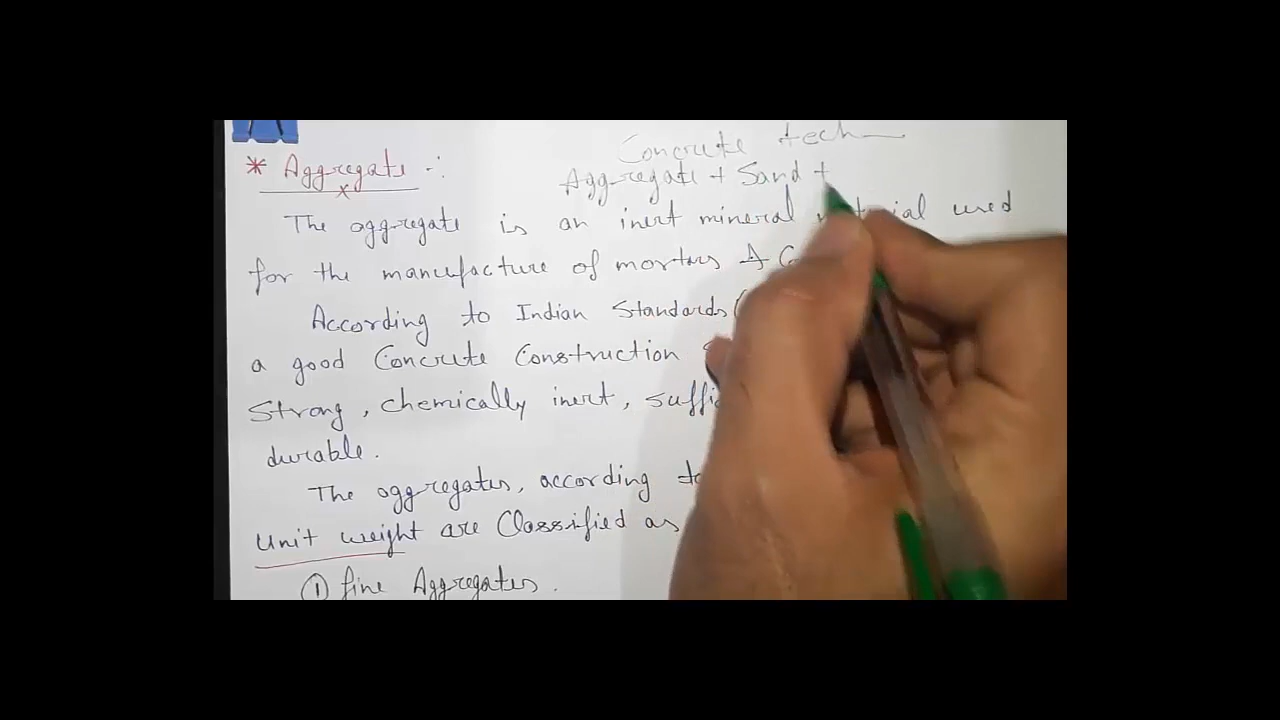 Concrete tech
* Aggregate -:
Aggregate + Sand +
The aggregate is an inert mineral material used
for the manufacture of mortars &
According to Indian Standards (
a good Concrete Construction
Strong, chemically inert,
durable.
The aggregates, according to
Unit weight are Classified as
① fine Aggregates.